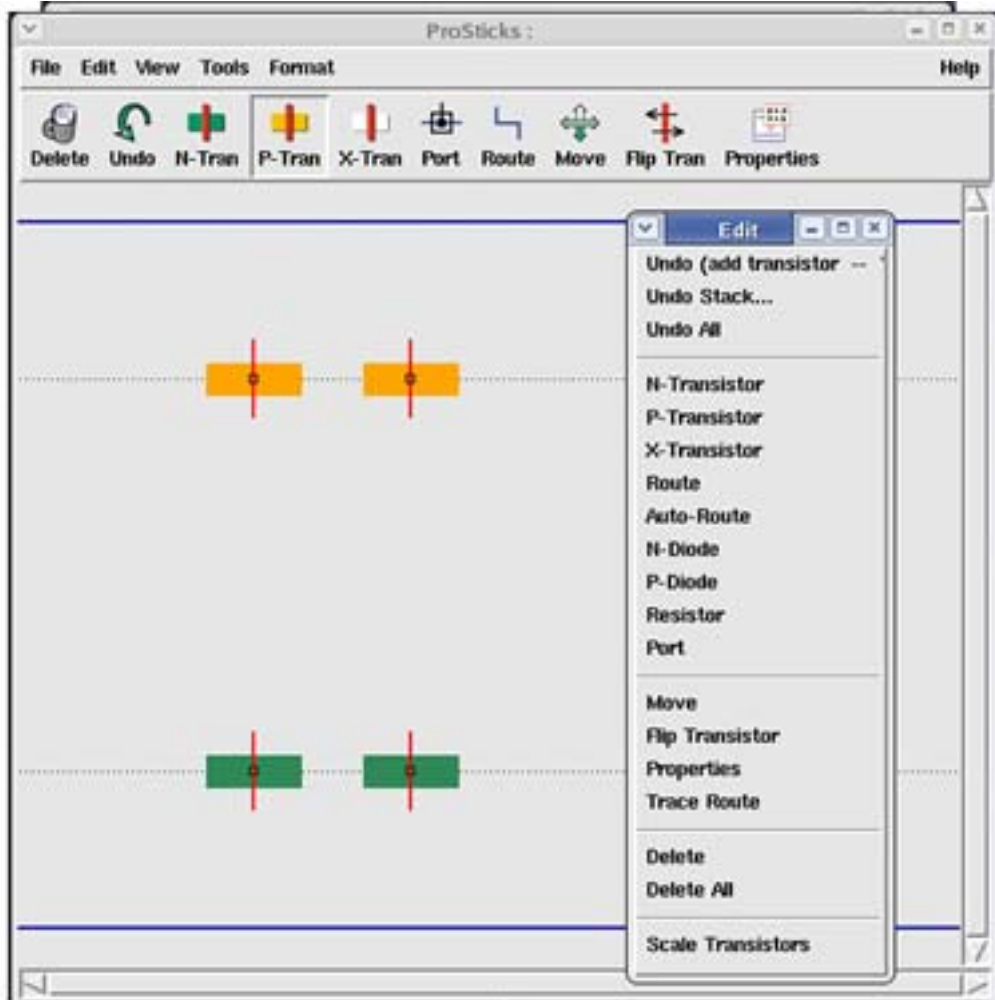 ProSticks :
File Edit View Tools Format Help
Delete Undo N-Tran P-Tran X-Tran Port Route Move Flip Tran Properties
Edit
Undo (add transistor --
Undo Stack...
Undo All
N-Transistor
P-Transistor
X-Transistor
Route
Auto-Route
N-Diode
P-Diode
Resistor
Port
Move
Flip Transistor
Properties
Trace Route
Delete
Delete All
Scale Transistors